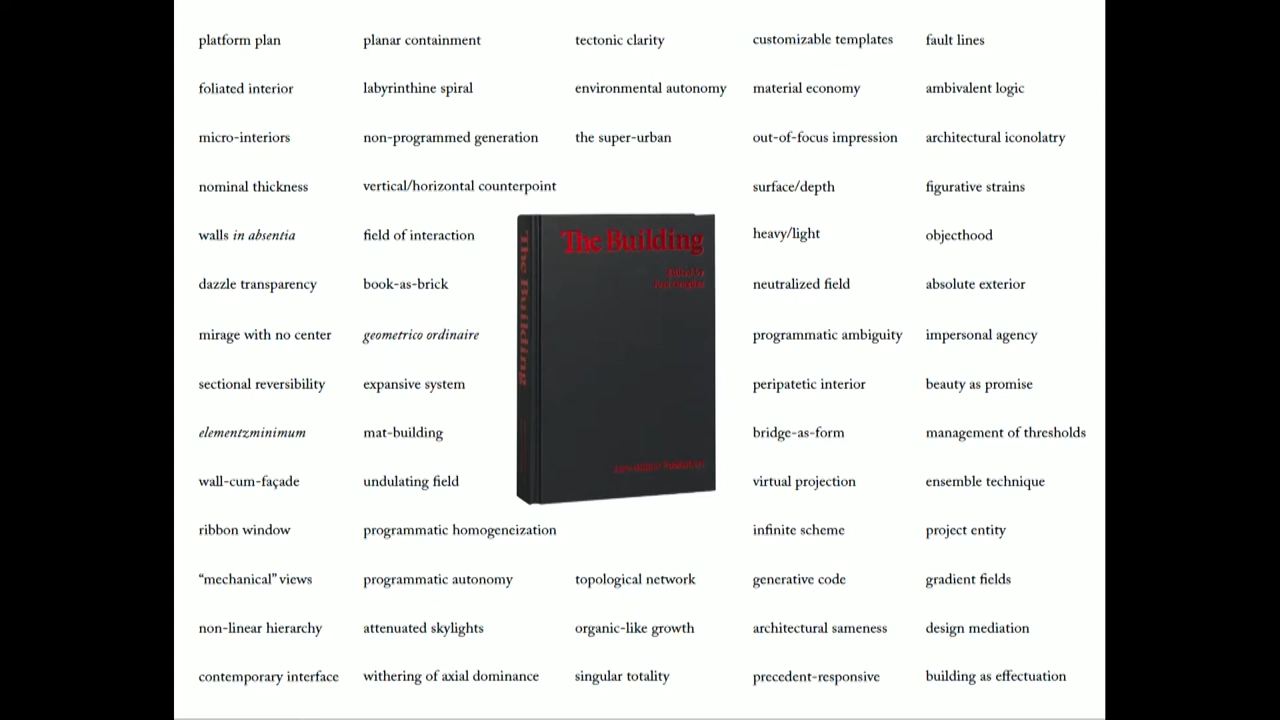 platform plan
foliated interior
micro-interiors
nominal thickness
walls in absentia
dazzle transparency
mirage with no center
sectional reversibility
elementzminimum
wall-cum-façade
ribbon window
“mechanical” views
non-linear hierarchy
contemporary interface
planar containment
labyrinthine spiral
non-programmed generation
vertical/horizontal counterpoint
field of interaction
book-as-brick
geometrico ordinaire
expansive system
mat-building
undulating field
programmatic homogeneization
programmatic autonomy
attenuated skylights
withering of axial dominance
tectonic clarity
environmental autonomy
the super-urban
The Building
The Building
Edited by
topological network
organic-like growth
singular totality
customizable templates
material economy
out-of-focus impression
surface/depth
heavy/light
neutralized field
programmatic ambiguity
peripatetic interior
bridge-as-form
virtual projection
infinite scheme
generative code
architectural sameness
precedent-responsive
fault lines
ambivalent logic
architectural iconolatry
figurative strains
objecthood
absolute exterior
impersonal agency
beauty as promise
management of thresholds
ensemble technique
project entity
gradient fields
design mediation
building as effectuation